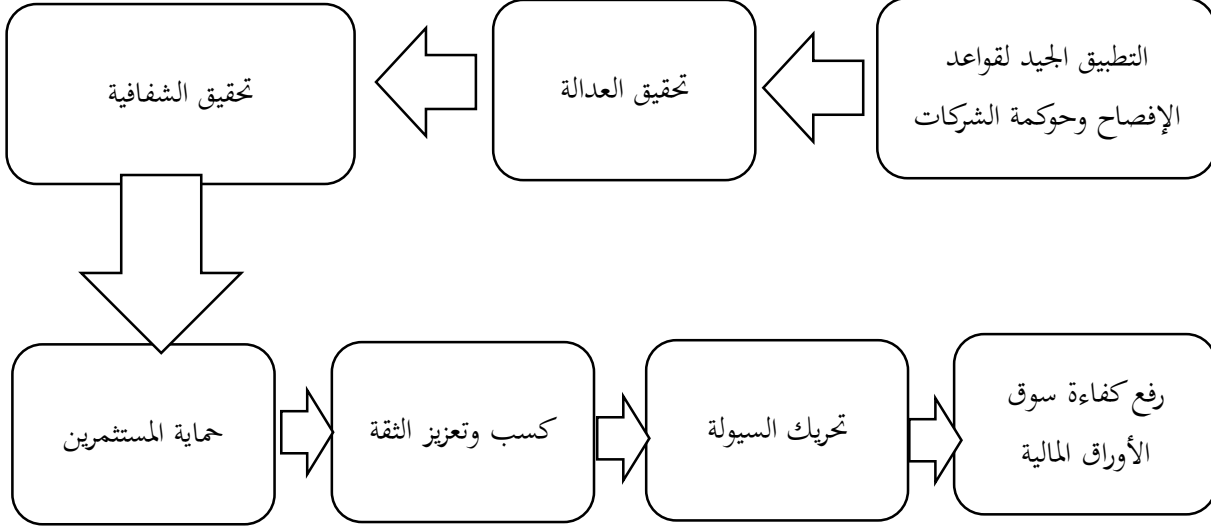 التطبيق الجيد لقواعد
الإفصاح وحوكمة الشركات
تحقيق العدالة
تحقيق الشفافية
حماية المستثمرين
كسب وتعزيز الثقة
تحريك السيولة
رفع كفاءة سوق
الأوراق المالية